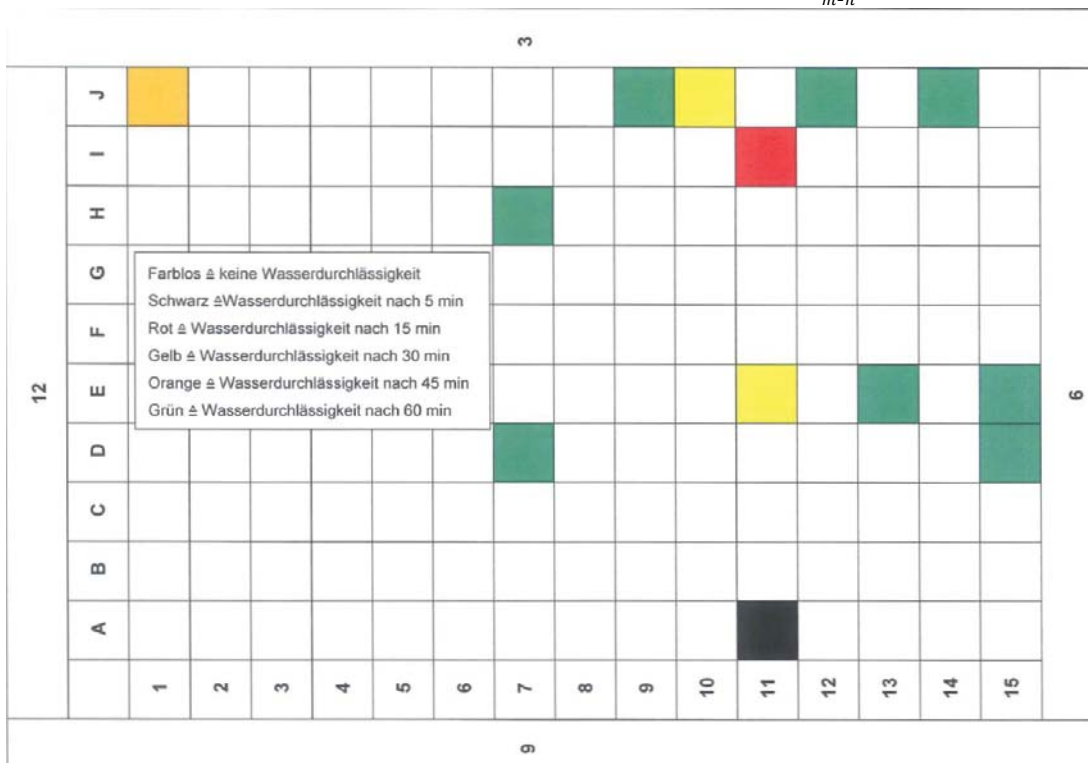 3
12
J
I
H
G
F
E
D
C
B
A
Farblos ≙ keine Wasserdurchlässigkeit
Schwarz ≙Wasserdurchlässigkeit nach 5 min
Rot ≙ Wasserdurchlässigkeit nach 15 min
Gelb ≙ Wasserdurchlässigkeit nach 30 min
Orange ≙ Wasserdurchlässigkeit nach 45 min
Grün ≙ Wasserdurchlässigkeit nach 60 min
6
1 2 3 4 5 6 7 8 9 10 11 12 13 14 15
9